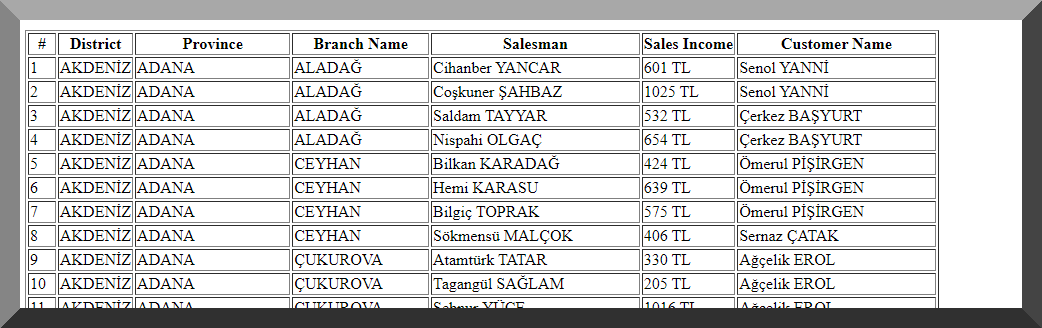 # District Province Branch Name Salesman Sales Income Customer Name
1 AKDENİZ ADANA ALADAĞ Cihanber YANCAR 601 TL Senol YANNİ
2 AKDENİZ ADANA ALADAĞ Coşkuner ŞAHBAZ 1025 TL Senol YANNİ
3 AKDENİZ ADANA ALADAĞ Saldam TAYYAR 532 TL Çerkez BAŞYURT
4 AKDENİZ ADANA ALADAĞ Nispahi OLGAÇ 654 TL Çerkez BAŞYURT
5 AKDENİZ ADANA CEYHAN Bilkan KARADAĞ 424 TL Ömerul PİŞİRGEN
6 AKDENİZ ADANA CEYHAN Hemi KARASU 639 TL Ömerul PİŞİRGEN
7 AKDENİZ ADANA CEYHAN Bilgiç TOPRAK 575 TL Ömerul PİŞİRGEN
8 AKDENİZ ADANA CEYHAN Sökmensü MALÇOK 406 TL Sernaz ÇATAK
9 AKDENİZ ADANA ÇUKUROVA Atamtürk TATAR 330 TL Ağçelik EROL
10 AKDENİZ ADANA ÇUKUROVA Tagangül SAĞLAM 205 TL Ağçelik EROL
11 AKDENİZ ADANA ÇUKUROVA YÜCE 1016 TL Ağçelik EROL